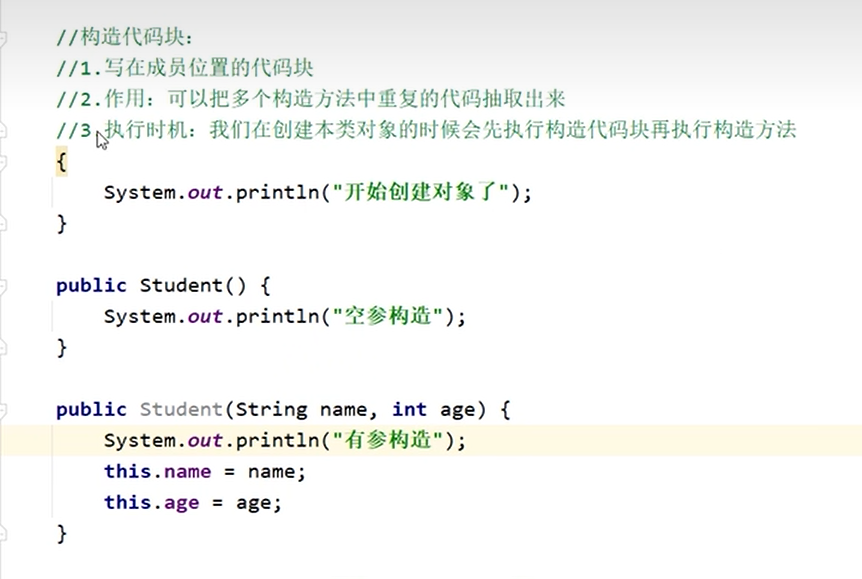 //构造代码块：
//1.写在成员位置的代码块
//2.作用：可以把多个构造方法中重复的代码抽取出来
//3.执行时机：我们在创建本类对象的时候会先执行构造代码块再执行构造方法
{
    System.out.println("开始创建对象了");
}

public Student() {
    System.out.println("空参构造");
}

public Student(String name, int age) {
    System.out.println("有参构造");
    this.name = name;
    this.age = age;
}